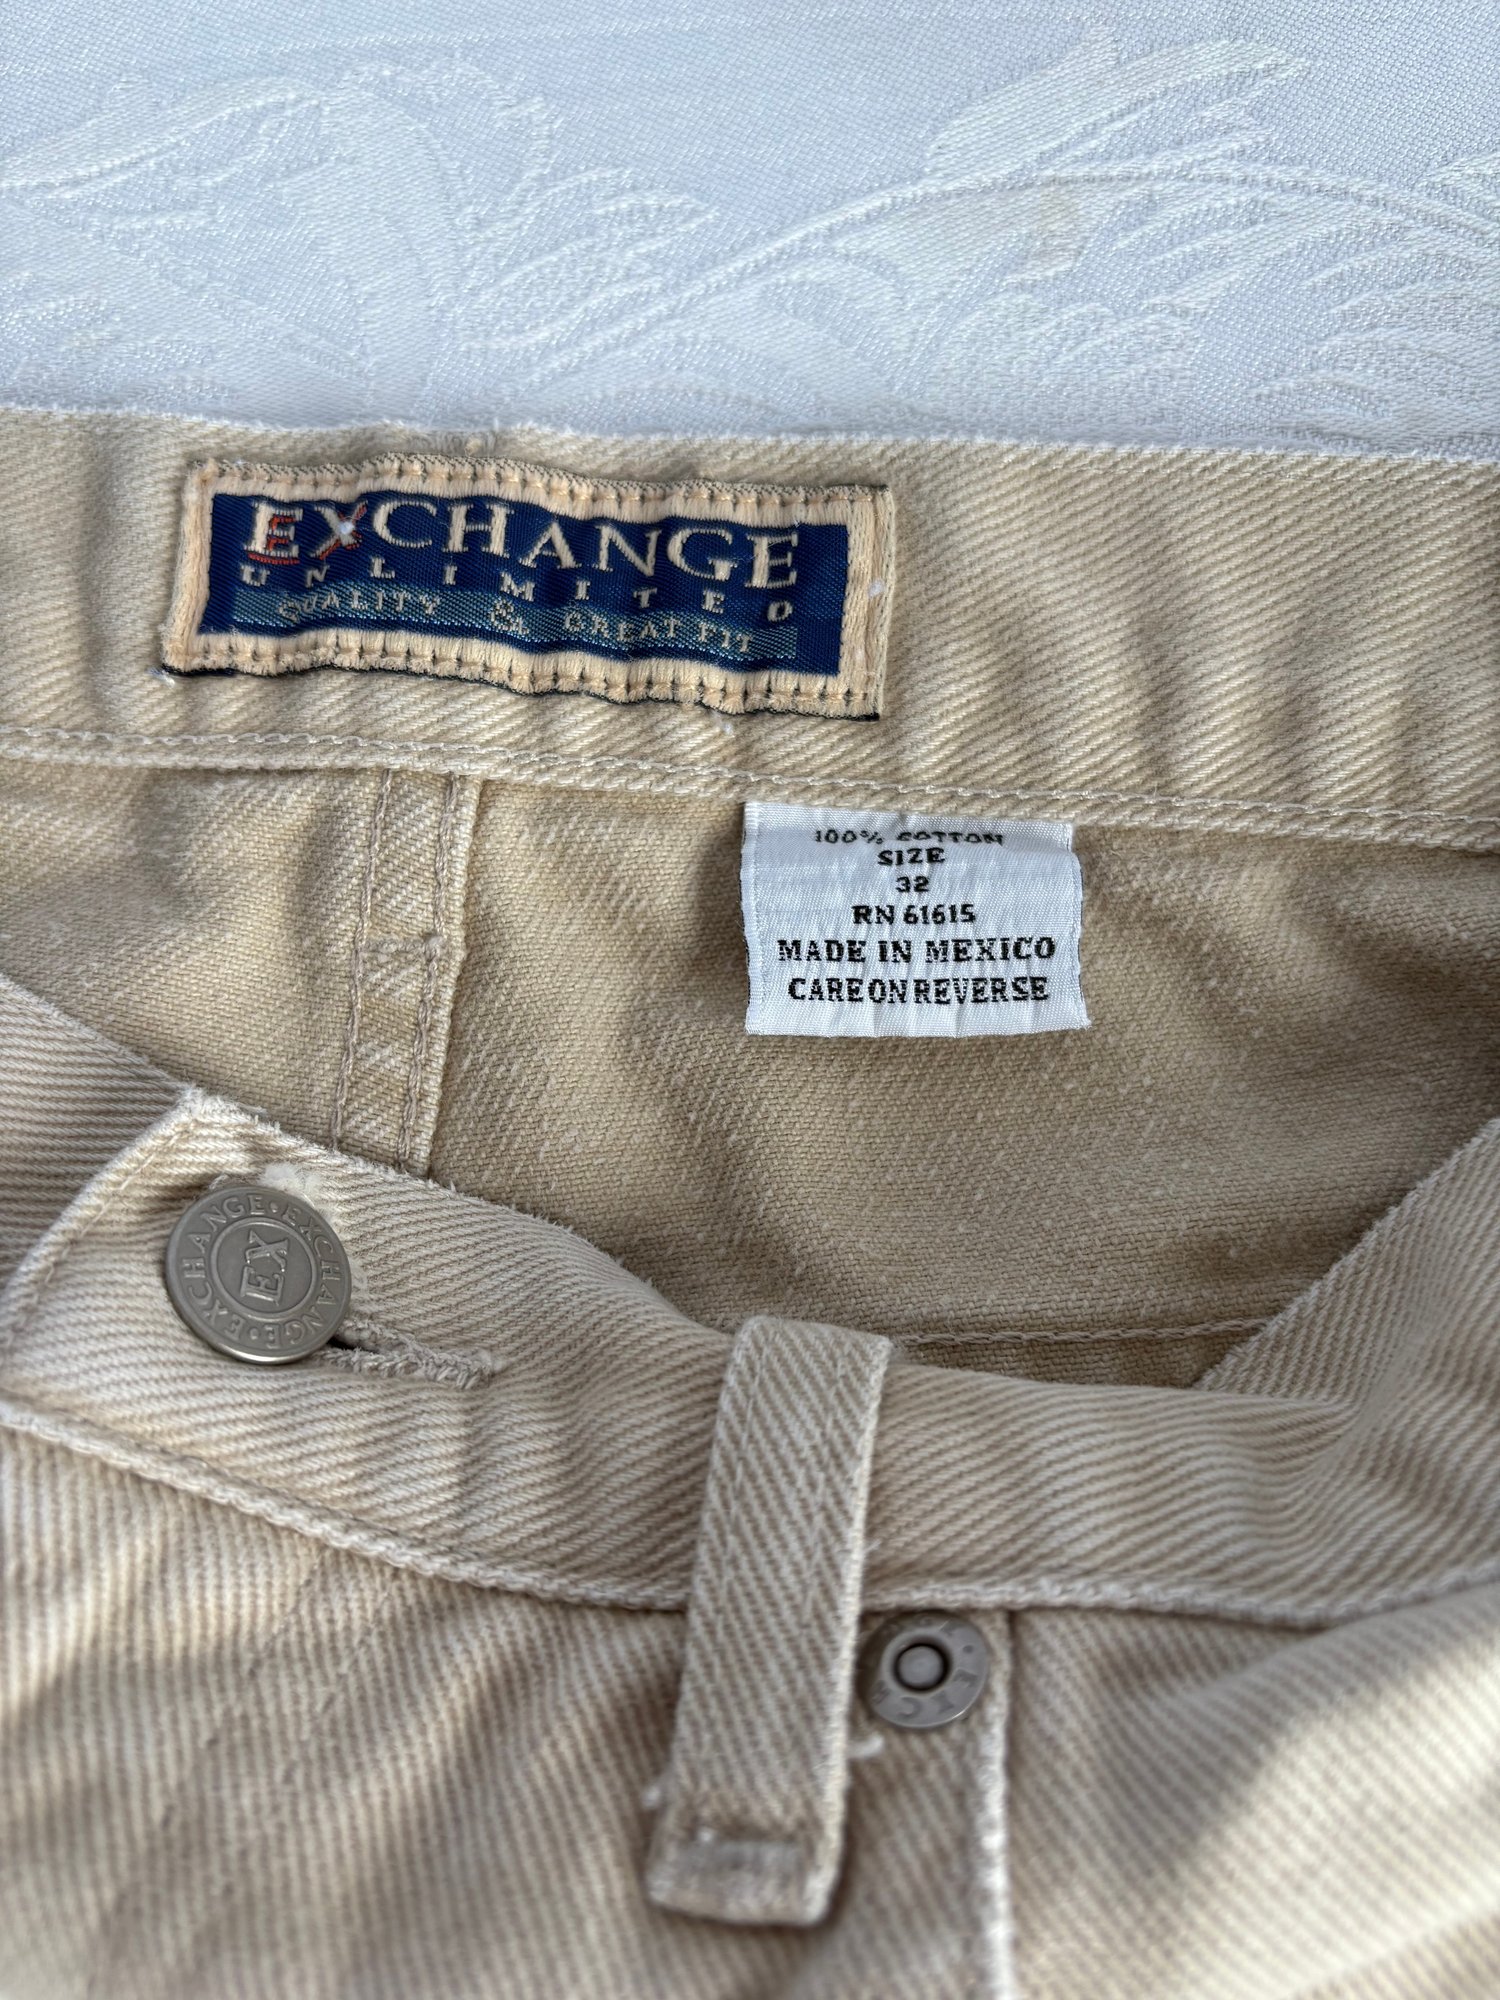 EXCHANGE
UNLIMITED
QUALITY & GREAT FIT
100% COTTON
SIZE
32
RN 61615
MADE IN MEXICO
CARE ON REVERSE
EXCHANGE · EXCHANGE · EXCHANGE
EX